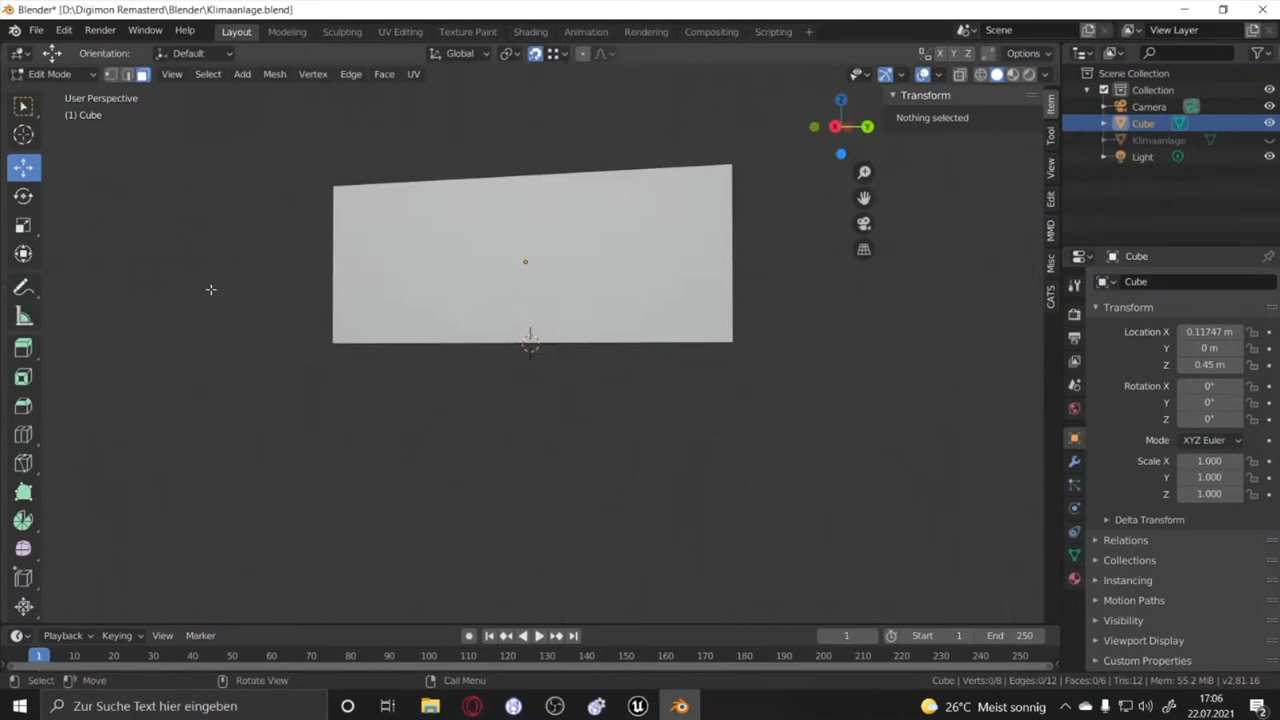 Blender* [D:\Digimon Remasterd\Blender\Klimaanlage.blend]
File Edit Render Window Help Layout Modeling Sculpting UV Editing Texture Paint Shading Animation Rendering Compositing Scripting + Scene View Layer
Orientation: Default Global X Y Z Options
Edit Mode View Select Add Mesh Vertex Edge Face UV
User Perspective
(1) Cube
Z
X Y
Transform
Nothing selected
Item
Tool
View
Edit
MMD
Misc
CATS
Scene Collection
Collection
Camera
Cube
Klimaanlage
Light
Cube
Cube
Transform
Location X 0.11747 m
Y 0 m
Z 0.45 m
Rotation X 0°
Y 0°
Z 0°
Mode XYZ Euler
Scale X 1.000
Y 1.000
Z 1.000
Delta Transform
Relations
Collections
Instancing
Motion Paths
Visibility
Viewport Display
Custom Properties
Playback Keying View Marker 1 Start 1 End 250
1 10 20 30 40 50 60 70 80 90 100 110 120 130 140 150 160 170 180 190 200 210 220 230 240 250
Select Move Rotate View Call Menu Cube | Verts:0/8 | Edges:0/12 | Faces:0/6 | Tris:12 | Mem: 55.2 MiB | v2.81.16
Zur Suche Text hier eingeben 26°C Meist sonnig 17:06
22.07.2021 2